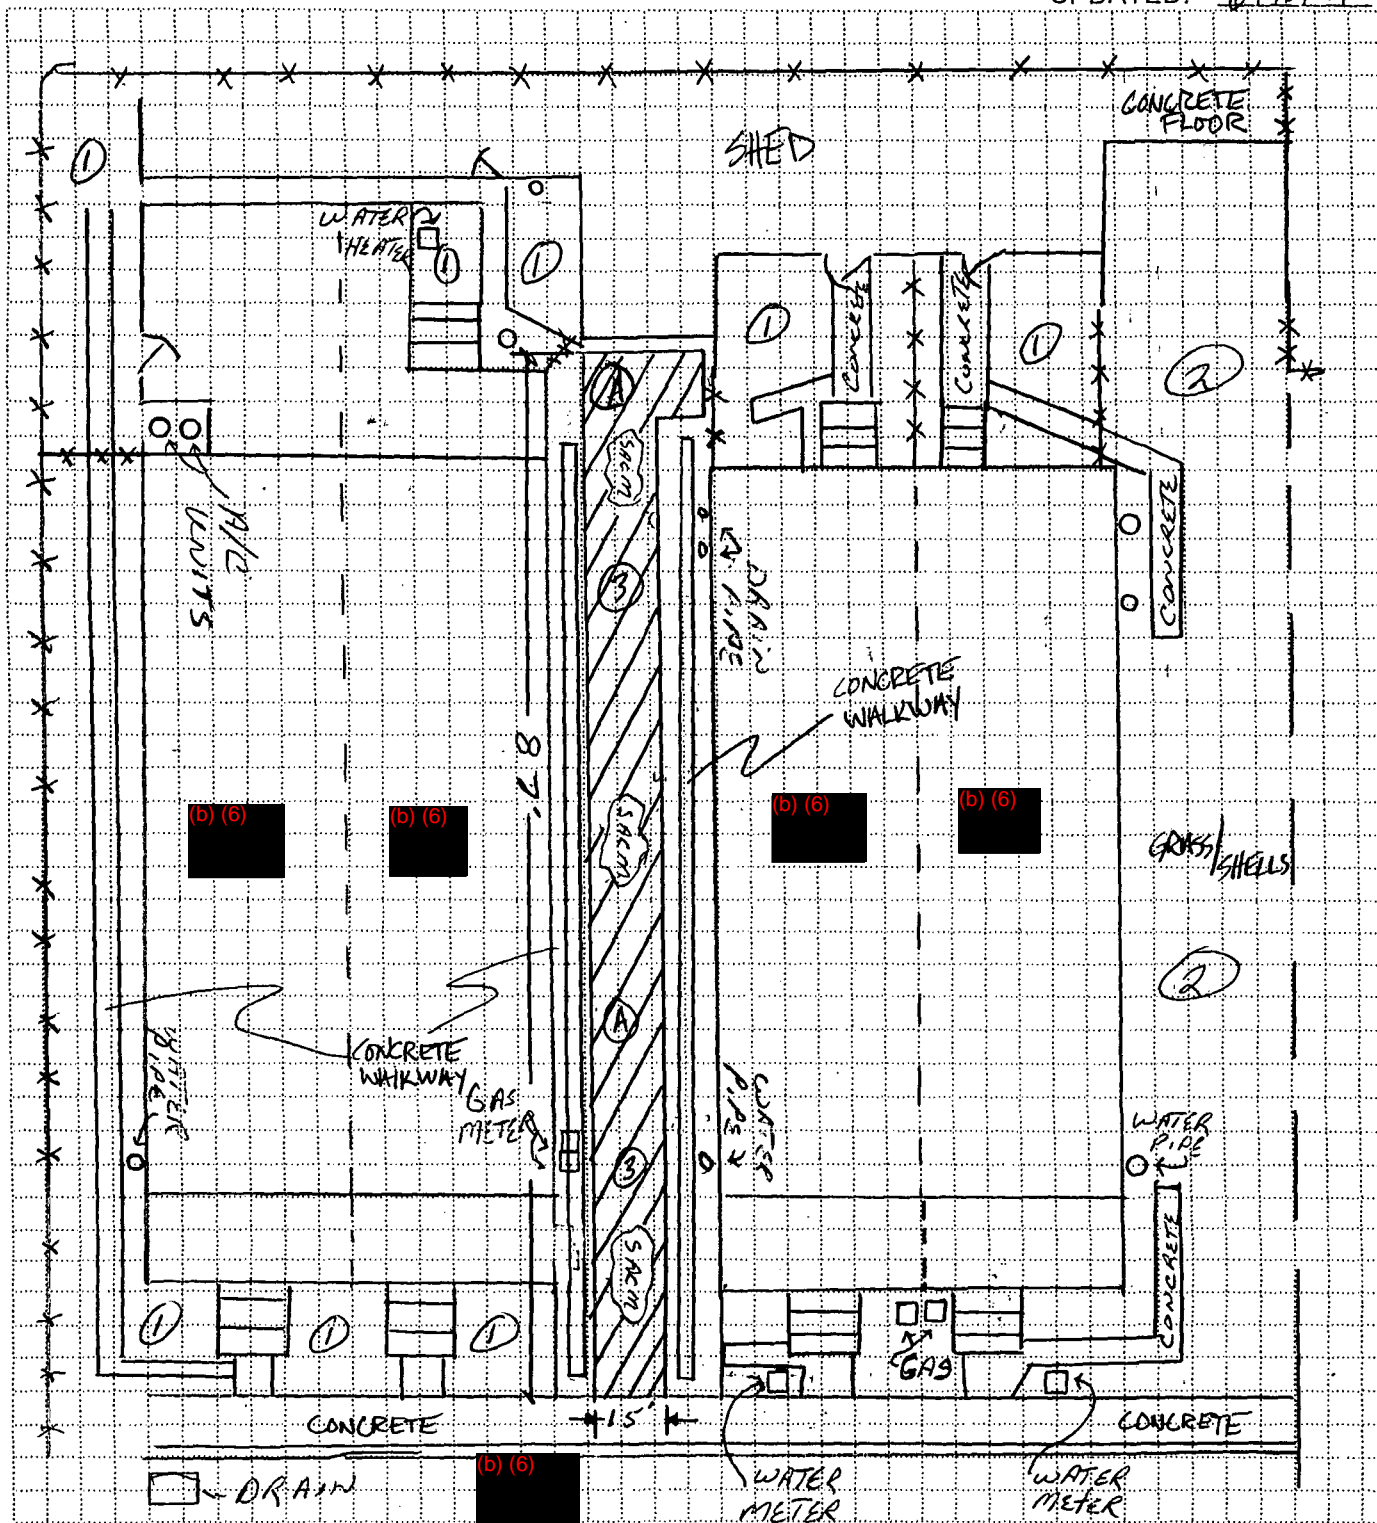 UPDATED:
CONCRETE
FLOOR
SHED
1
WATER
HEATER
1
1
1
CONCRETE
CONCRETE
1
2
A
SACM
A/C
UNITS
3
DRAIN
PIPE
CONCRETE
CONCRETE
WALKWAY
87'
(b) (6)
(b) (6)
SACM
(b) (6)
(b) (6)
GRASS/
SHELLS
2
A
CONCRETE
WALKWAY
WATER
PIPE
GAS
METER
3
WATER
PIPE
WATER
PIPE
SACM
CONCRETE
1
1
1
GAS
CONCRETE
15'
CONCRETE
DRAIN
(b) (6)
WATER
METER
WATER
METER